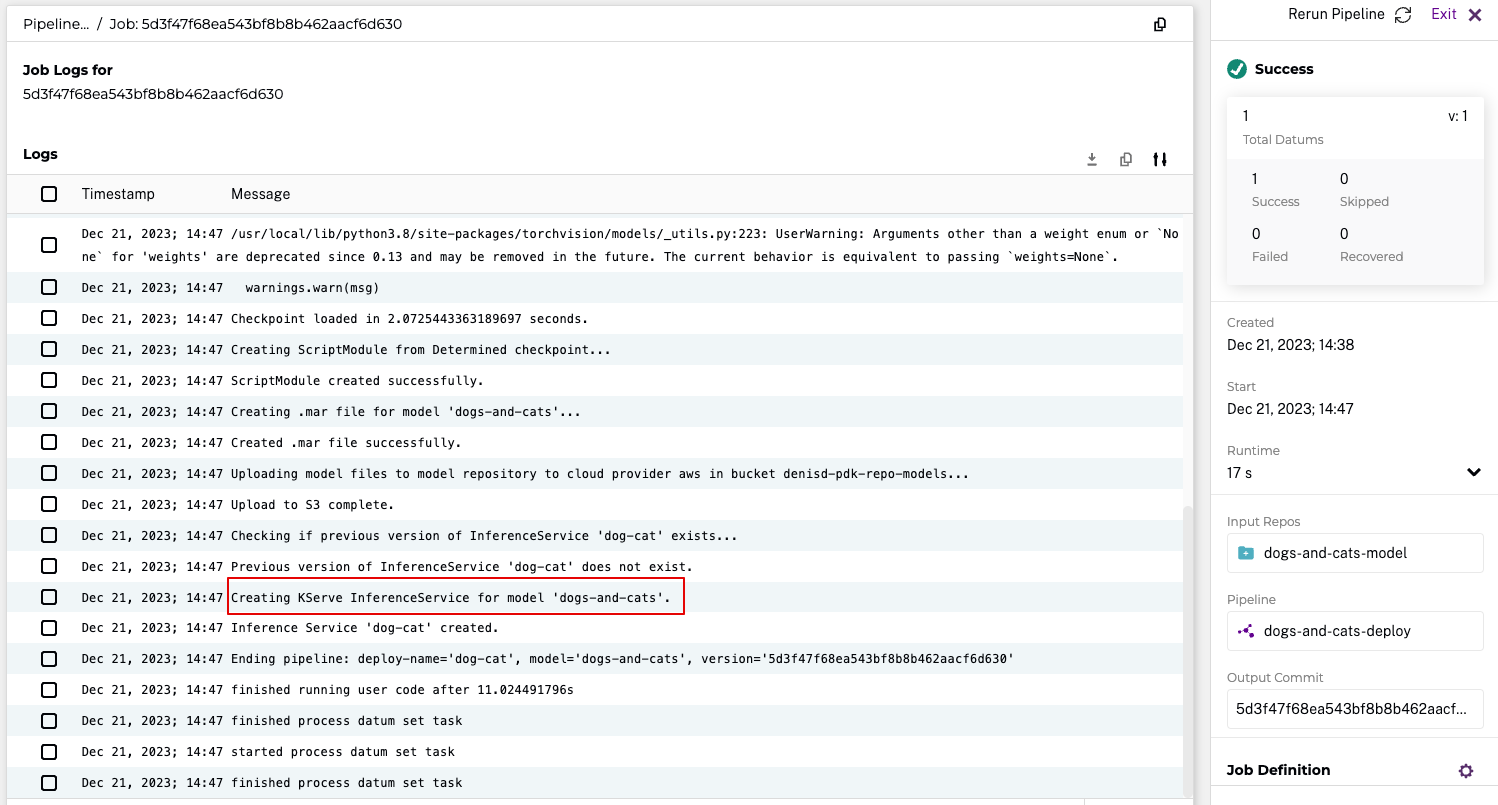 Pipeline... / Job: 5d3f47f68ea543bf8b8b462aacf6d630
Job Logs for
5d3f47f68ea543bf8b8b462aacf6d630
Logs
Timestamp Message
Dec 21, 2023; 14:47 /usr/local/lib/python3.8/site-packages/torchvision/models/_utils.py:223: UserWarning: Arguments other than a weight enum or `No
ne` for 'weights' are deprecated since 0.13 and may be removed in the future. The current behavior is equivalent to passing `weights=None`.
Dec 21, 2023; 14:47 warnings.warn(msg)
Dec 21, 2023; 14:47 Checkpoint loaded in 2.0725443363189697 seconds.
Dec 21, 2023; 14:47 Creating ScriptModule from Determined checkpoint...
Dec 21, 2023; 14:47 ScriptModule created successfully.
Dec 21, 2023; 14:47 Creating .mar file for model 'dogs-and-cats'...
Dec 21, 2023; 14:47 Created .mar file successfully.
Dec 21, 2023; 14:47 Uploading model files to model repository to cloud provider aws in bucket denisd-pdk-repo-models...
Dec 21, 2023; 14:47 Upload to S3 complete.
Dec 21, 2023; 14:47 Checking if previous version of InferenceService 'dog-cat' exists...
Dec 21, 2023; 14:47 Previous version of InferenceService 'dog-cat' does not exist.
Dec 21, 2023; 14:47 Creating KServe InferenceService for model 'dogs-and-cats'.
Dec 21, 2023; 14:47 Inference Service 'dog-cat' created.
Dec 21, 2023; 14:47 Ending pipeline: deploy-name='dog-cat', model='dogs-and-cats', version='5d3f47f68ea543bf8b8b462aacf6d630'
Dec 21, 2023; 14:47 finished running user code after 11.024491796s
Dec 21, 2023; 14:47 finished process datum set task
Dec 21, 2023; 14:47 started process datum set task
Dec 21, 2023; 14:47 finished process datum set task
Rerun Pipeline Exit
Success
1 v: 1
Total Datums
1 0
Success Skipped
0 0
Failed Recovered
Created
Dec 21, 2023; 14:38
Start
Dec 21, 2023; 14:47
Runtime
17 s
Input Repos
dogs-and-cats-model
Pipeline
dogs-and-cats-deploy
Output Commit
5d3f47f68ea543bf8b8b462aacf...
Job Definition